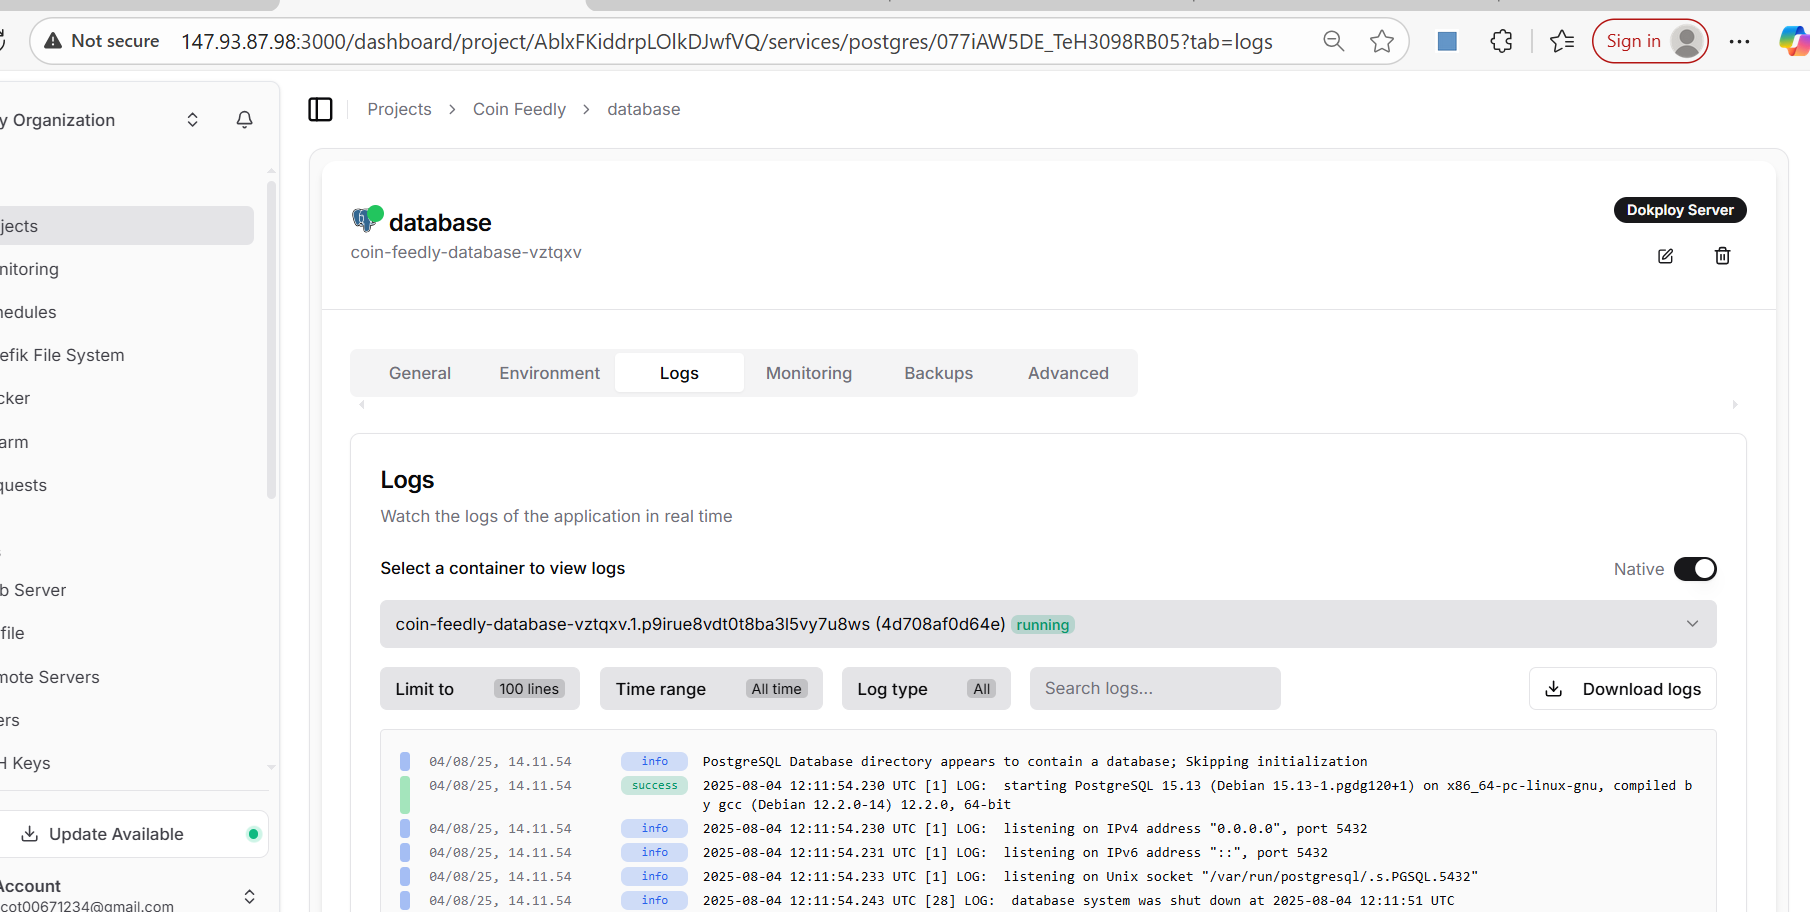 Not secure 147.93.87.98:3000/dashboard/project/AblxFKiddrpLOlkDJwfVQ/services/postgres/077iAW5DE_TeH3098RB05?tab=logs Sign in
y Organization
Projects > Coin Feedly > database
jects
nitoring
hedules
efik File System
cker
arm
quests
b Server
file
mote Servers
ers
H Keys
Update Available
Account
cot00671234@gmail.com
database
coin-feedly-database-vztqxv
Dokploy Server
General Environment Logs Monitoring Backups Advanced
Logs
Watch the logs of the application in real time
Select a container to view logs
Native
coin-feedly-database-vztqxv.1.p9irue8vdt0t8ba3l5vy7u8ws (4d708af0d64e) running
Limit to 100 lines Time range All time Log type All Search logs... Download logs
04/08/25, 14.11.54 info PostgreSQL Database directory appears to contain a database; Skipping initialization
04/08/25, 14.11.54 success 2025-08-04 12:11:54.230 UTC [1] LOG:  starting PostgreSQL 15.13 (Debian 15.13-1.pgdg120+1) on x86_64-pc-linux-gnu, compiled b
y gcc (Debian 12.2.0-14) 12.2.0, 64-bit
04/08/25, 14.11.54 info 2025-08-04 12:11:54.230 UTC [1] LOG:  listening on IPv4 address "0.0.0.0", port 5432
04/08/25, 14.11.54 info 2025-08-04 12:11:54.231 UTC [1] LOG:  listening on IPv6 address "::", port 5432
04/08/25, 14.11.54 info 2025-08-04 12:11:54.233 UTC [1] LOG:  listening on Unix socket "/var/run/postgresql/.s.PGSQL.5432"
04/08/25, 14.11.54 info 2025-08-04 12:11:54.243 UTC [28] LOG:  database system was shut down at 2025-08-04 12:11:51 UTC